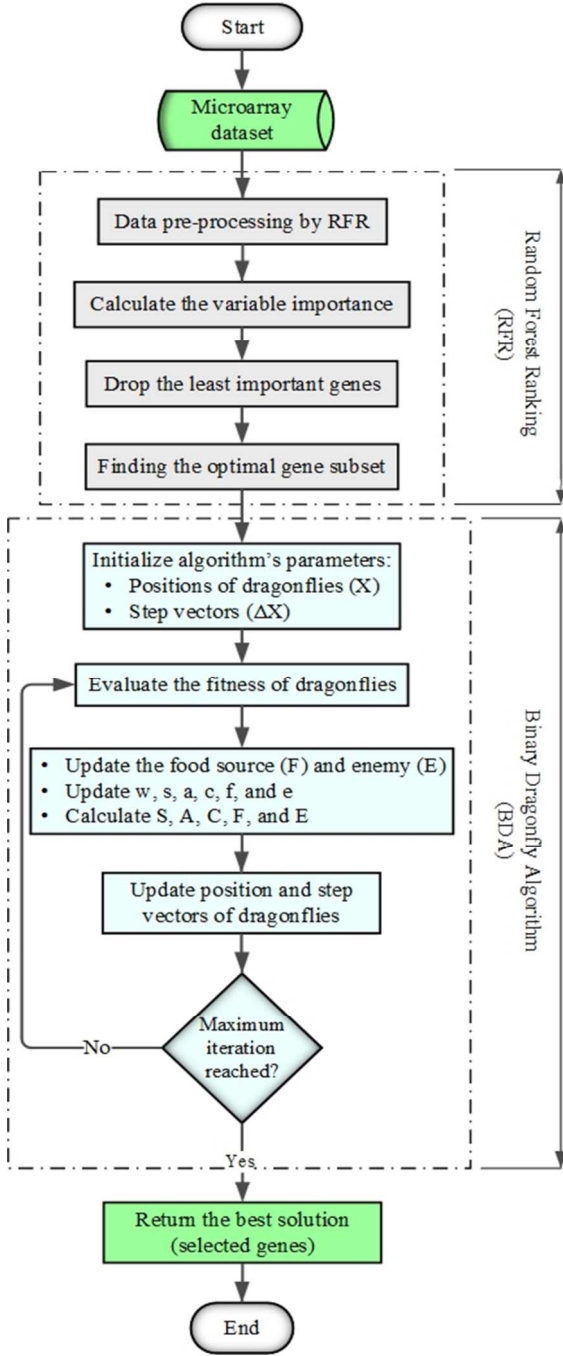 Start
Microarray
dataset
Data pre-processing by RFR
Calculate the variable importance
Drop the least important genes
Finding the optimal gene subset
Random Forest Ranking
(RFR)
Initialize algorithm's parameters:
• Positions of dragonflies (X)
• Step vectors (ΔX)
Evaluate the fitness of dragonflies
• Update the food source (F) and enemy (E)
• Update w, s, a, c, f, and e
• Calculate S, A, C, F, and E
Update position and step
vectors of dragonflies
Maximum
iteration
reached?
No
Yes
Binary Dragonfly Algorithm
(BDA)
Return the best solution
(selected genes)
End